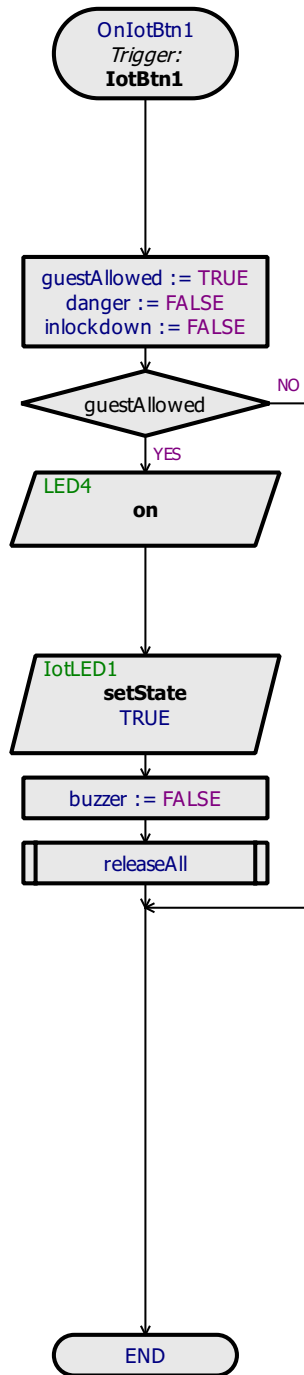 OnIotBtn1
Trigger:
IotBtn1
guestAllowed := TRUE
danger := FALSE
inlockdown := FALSE
guestAllowed
NO
YES
LED4
on
IotLED1
setState
TRUE
buzzer := FALSE
releaseAll
END